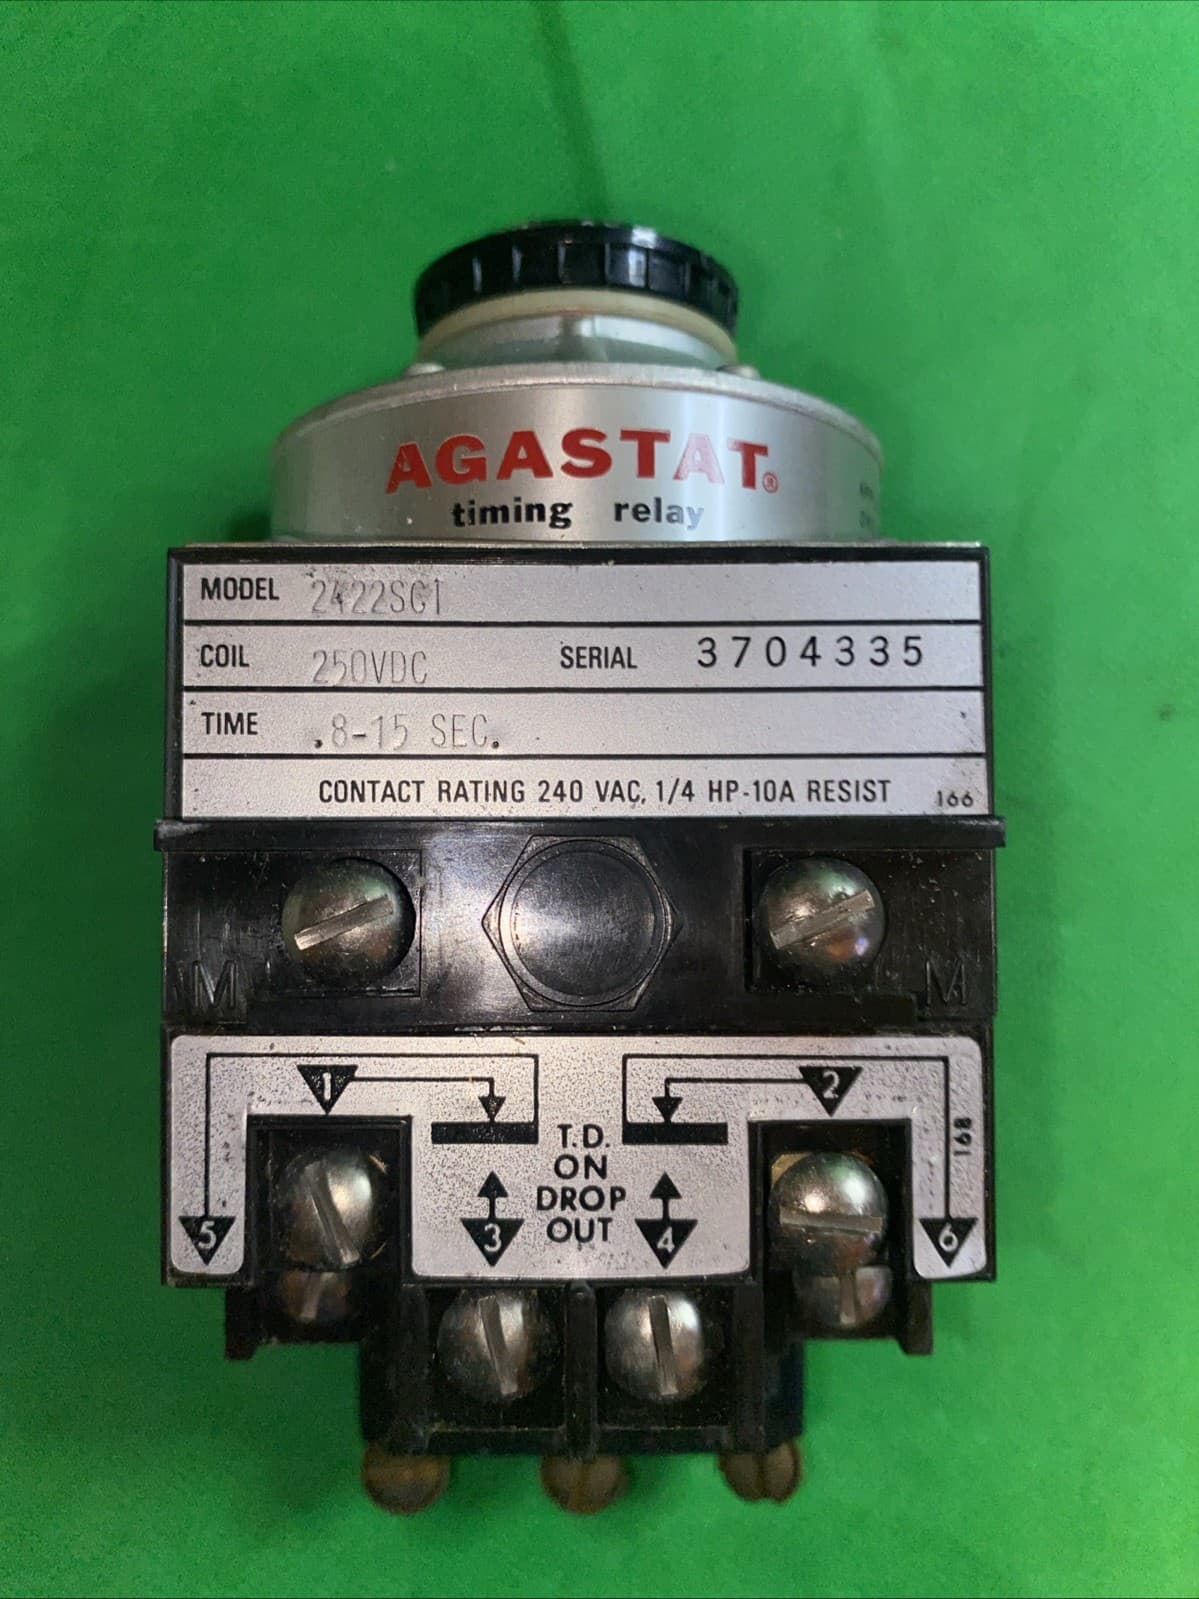 AGASTAT®
timing relay
MODEL 2422SC1
COIL 250VDC SERIAL 3704335
TIME .8-15 SEC.
CONTACT RATING 240 VAC, 1/4 HP-10A RESIST 166
M M
1 2
T.D.
ON
DROP
OUT
168
5 3 4 6